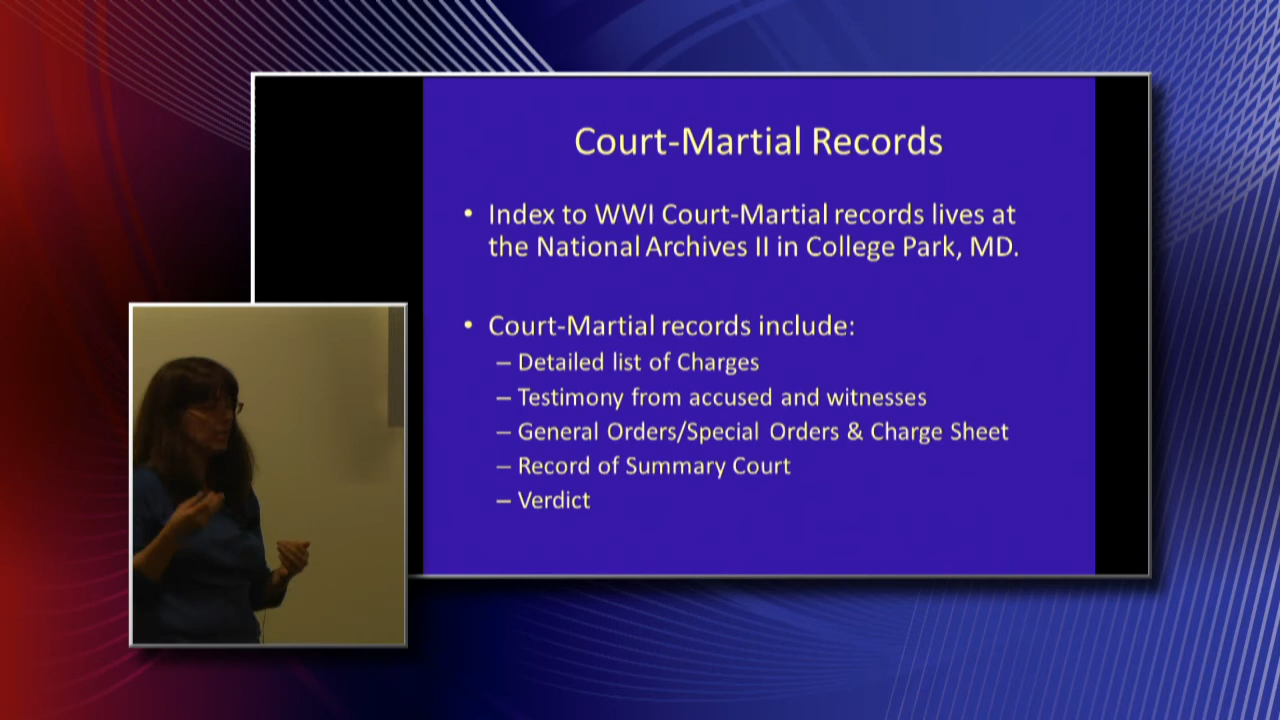 Court-Martial Records
• Index to WWI Court-Martial records lives at
the National Archives II in College Park, MD.
• Court-Martial records include:
– Detailed list of Charges
– Testimony from accused and witnesses
– General Orders/Special Orders & Charge Sheet
– Record of Summary Court
– Verdict